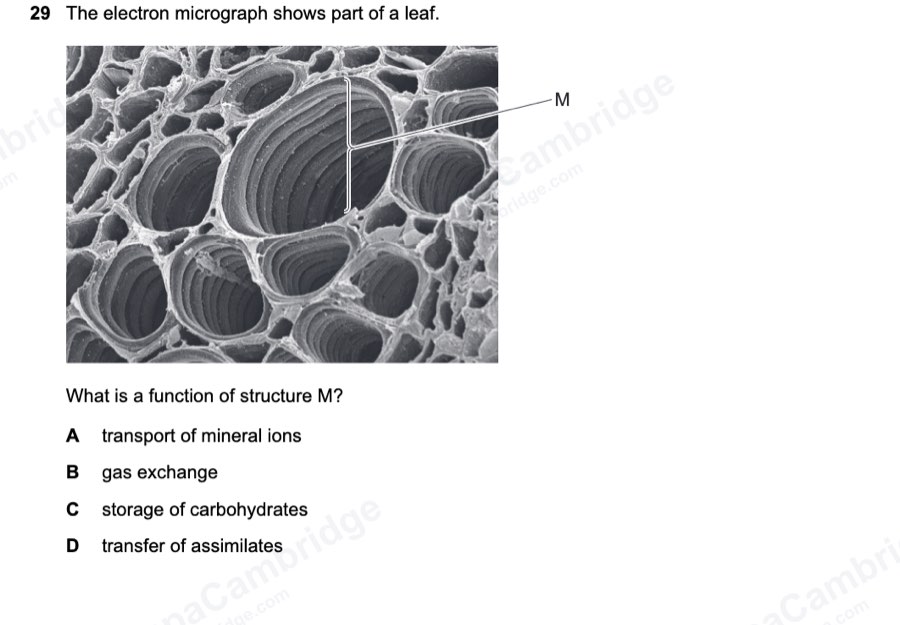 29 The electron micrograph shows part of a leaf.
M
What is a function of structure M?
A transport of mineral ions
B gas exchange
C storage of carbohydrates
D transfer of assimilates